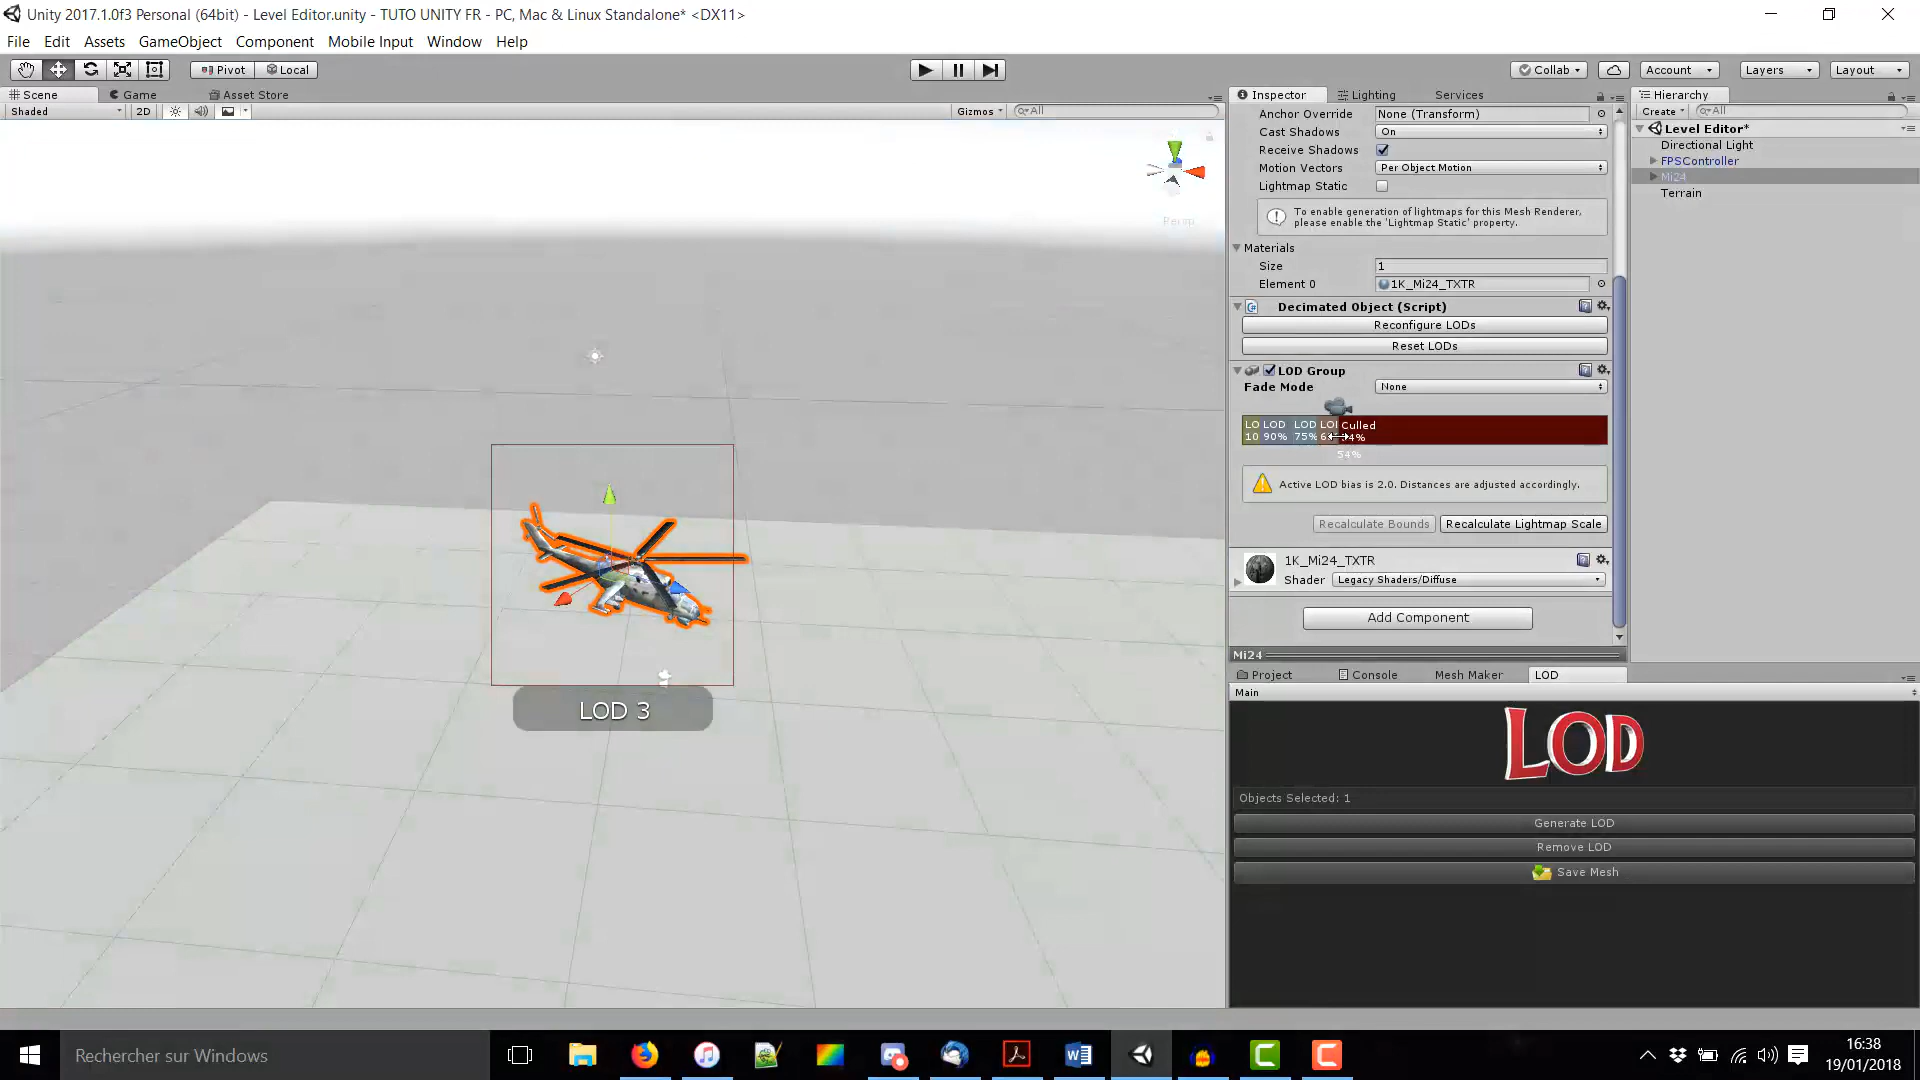 Unity 2017.1.0f3 Personal (64bit) - Level Editor.unity - TUTO UNITY FR - PC, Mac & Linux Standalone* <DX11>
File Edit Assets GameObject Component Mobile Input Window Help
Pivot Local Collab Account Layers Layout
Scene Game Asset Store
Shaded 2D Gizmos All
Persp
LOD 3
Inspector Lighting Services
Anchor Override None (Transform)
Cast Shadows On
Receive Shadows
Motion Vectors Per Object Motion
Lightmap Static
To enable generation of lightmaps for this Mesh Renderer,
please enable the 'Lightmap Static' property.
Materials
Size 1
Element 0 1K_Mi24_TXTR
Decimated Object (Script)
Reconfigure LODs
Reset LODs
LOD Group
Fade Mode None
LO LOD LOD LOI Culled
10 90% 75%
54%
Active LOD bias is 2.0. Distances are adjusted accordingly.
Recalculate Bounds Recalculate Lightmap Scale
1K_Mi24_TXTR
Shader Legacy Shaders/Diffuse
Add Component
Mi24
Hierarchy
Create All
Level Editor*
Directional Light
FPSController
Mi24
Terrain
Project Console Mesh Maker LOD
Main
LOD
Objects Selected: 1
Generate LOD
Remove LOD
Save Mesh
Rechercher sur Windows
16:38
19/01/2018